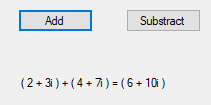 Add Substract
( 2 + 3i ) + ( 4 + 7i ) = ( 6 + 10i )